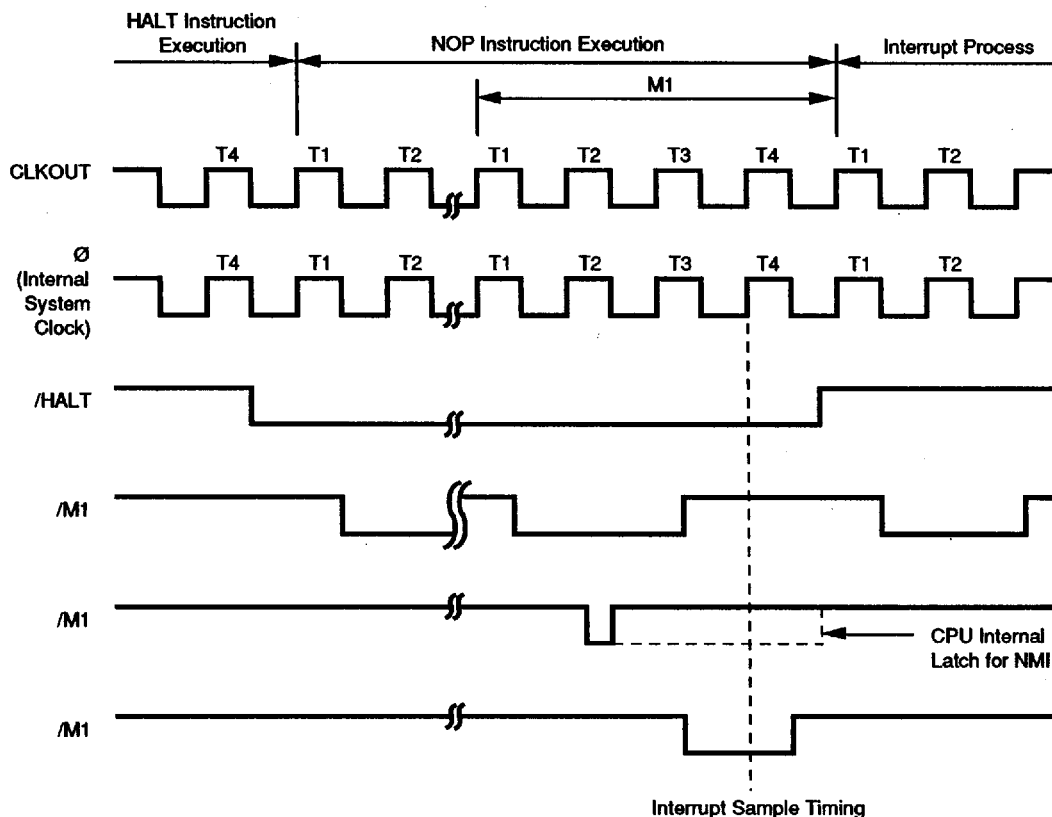 HALT Instruction
Execution
NOP Instruction Execution
Interrupt Process
M1
T4 T1 T2 T1 T2 T3 T4 T1 T2
CLKOUT
T4 T1 T2 T1 T2 T3 T4 T1 T2
Ø
(Internal
System
Clock)
/HALT
/M1
/M1
CPU Internal
Latch for NMI
/M1
Interrupt Sample Timing